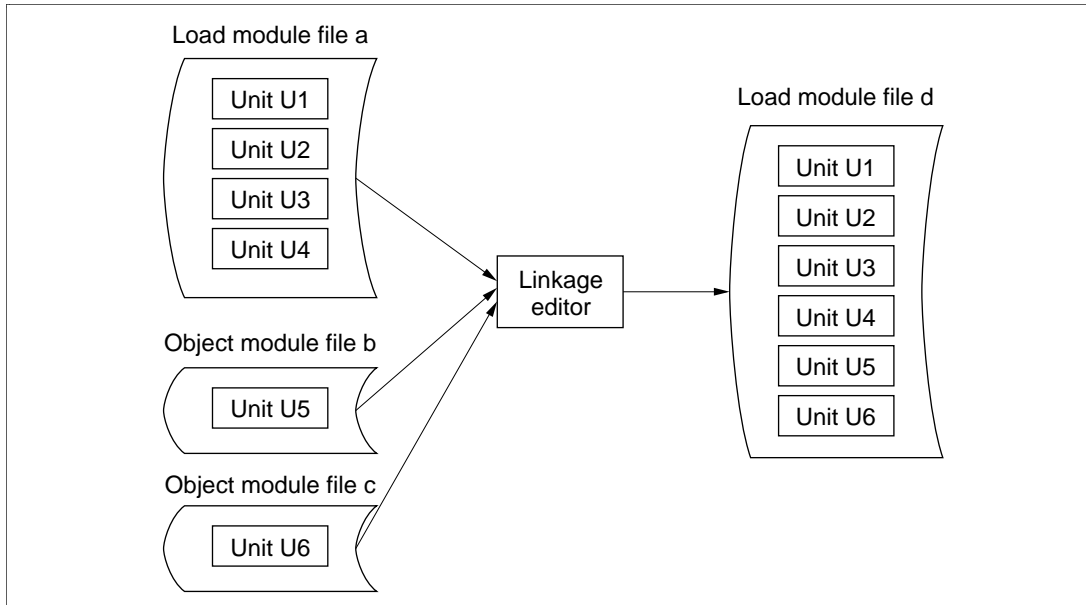 Load module file a
Unit U1
Unit U2
Unit U3
Unit U4
Object module file b
Unit U5
Object module file c
Unit U6
Linkage
editor
Load module file d
Unit U1
Unit U2
Unit U3
Unit U4
Unit U5
Unit U6